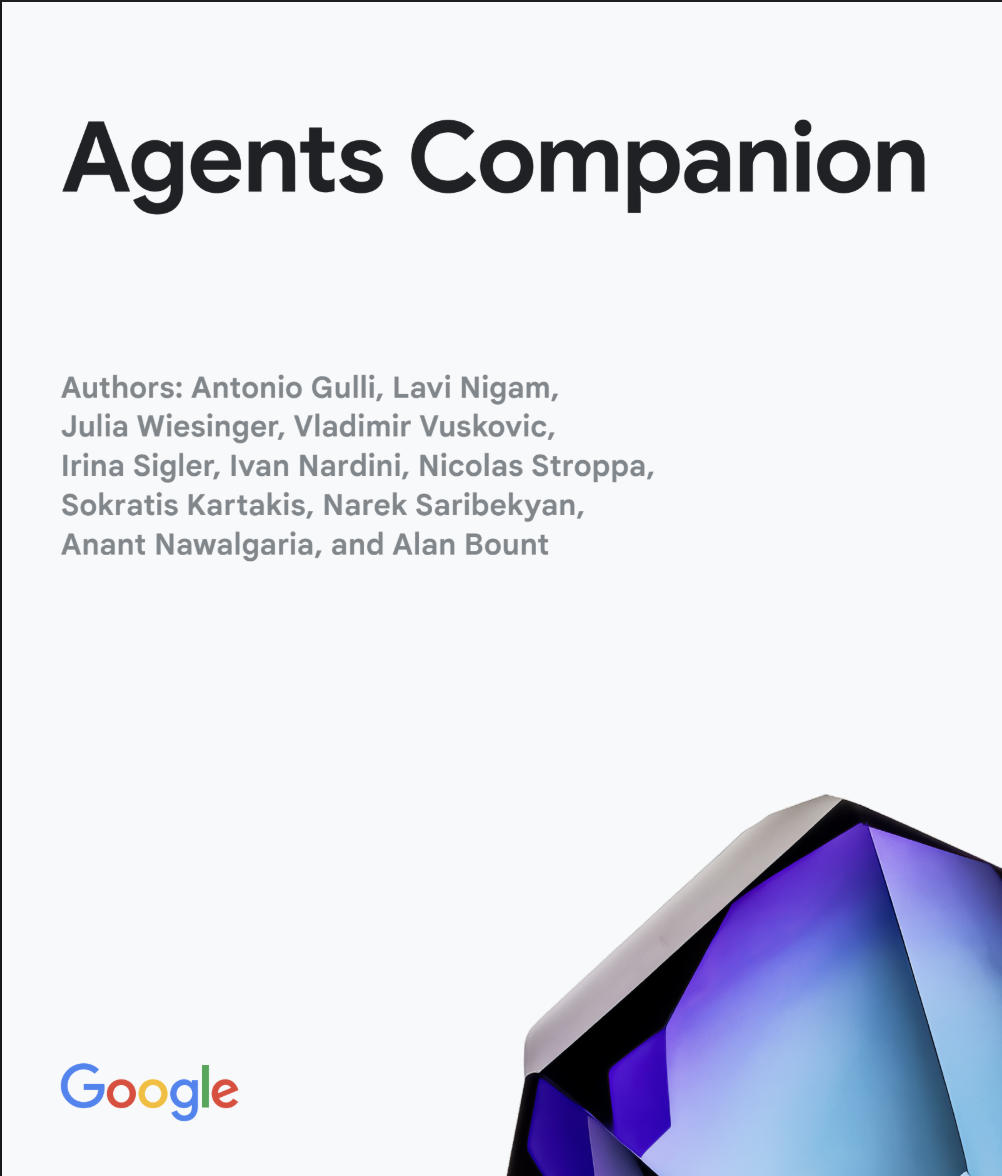 Agents Companion
Authors: Antonio Gulli, Lavi Nigam,
Julia Wiesinger, Vladimir Vuskovic,
Irina Sigler, Ivan Nardini, Nicolas Stroppa,
Sokratis Kartakis, Narek Saribekyan,
Anant Nawalgaria, and Alan Bount
Google